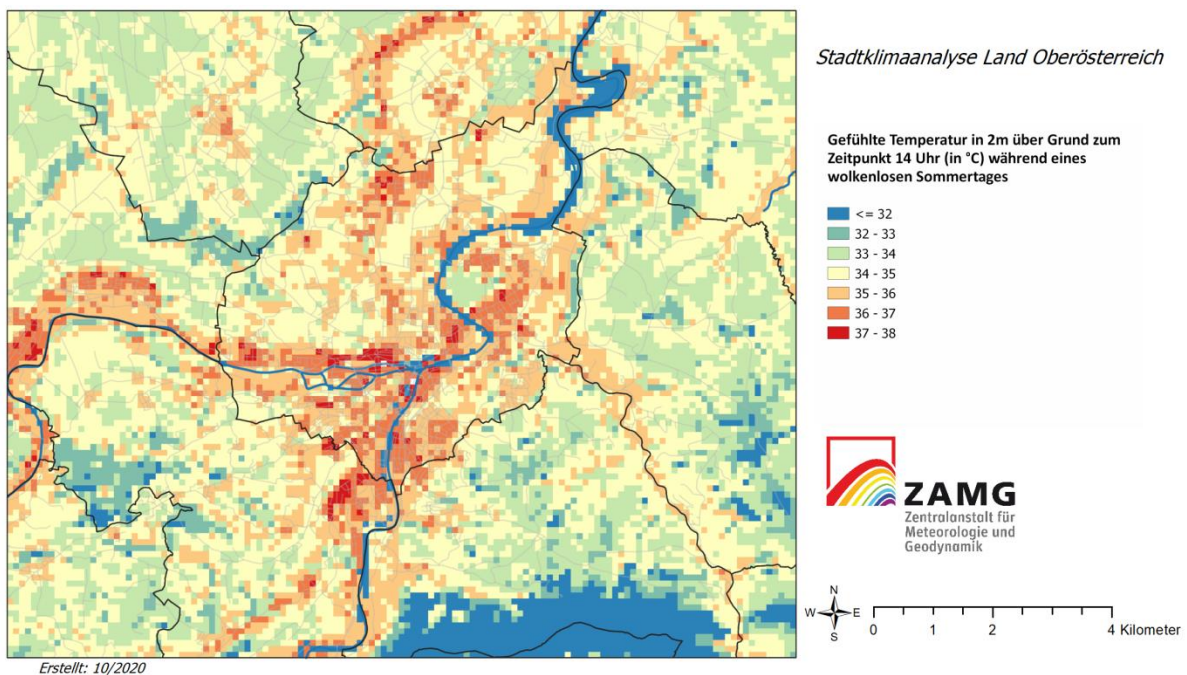 Stadtklimaanalyse Land Oberösterreich
Gefühlte Temperatur in 2m über Grund zum
Zeitpunkt 14 Uhr (in °C) während eines
wolkenlosen Sommertages
<= 32
32 - 33
33 - 34
34 - 35
35 - 36
36 - 37
37 - 38
ZAMG
Zentralanstalt für
Meteorologie und
Geodynamik
N
W E
S
0 1 2 4 Kilometer
Erstellt: 10/2020